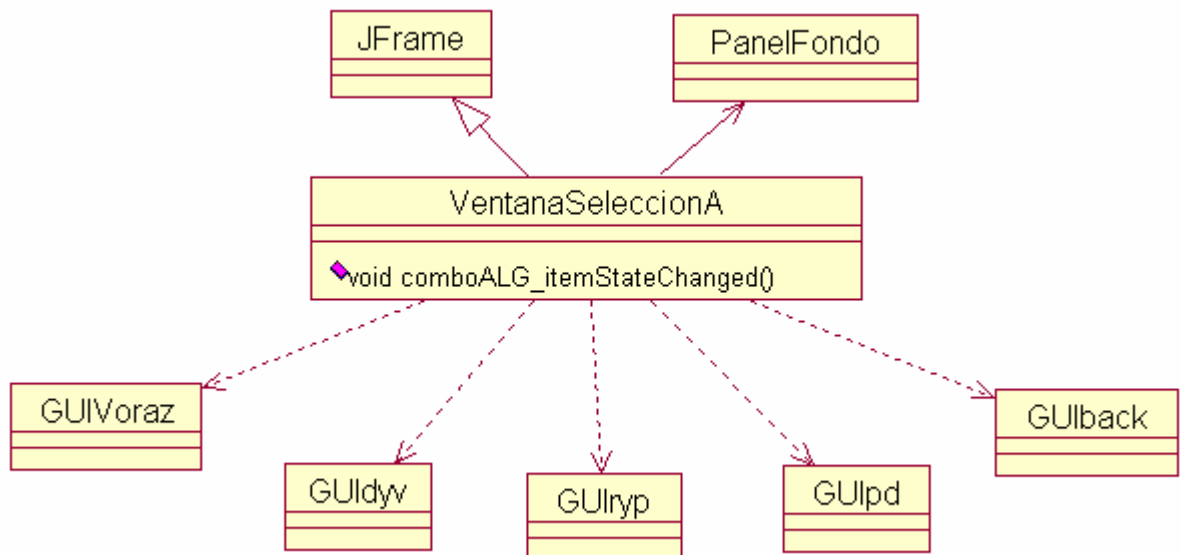 JFrame
PanelFondo
VentanaSeleccionA
void comboALG_itemStateChanged()
GUIVoraz
GUIback
GUIdyv
GUIryp
GUIpd